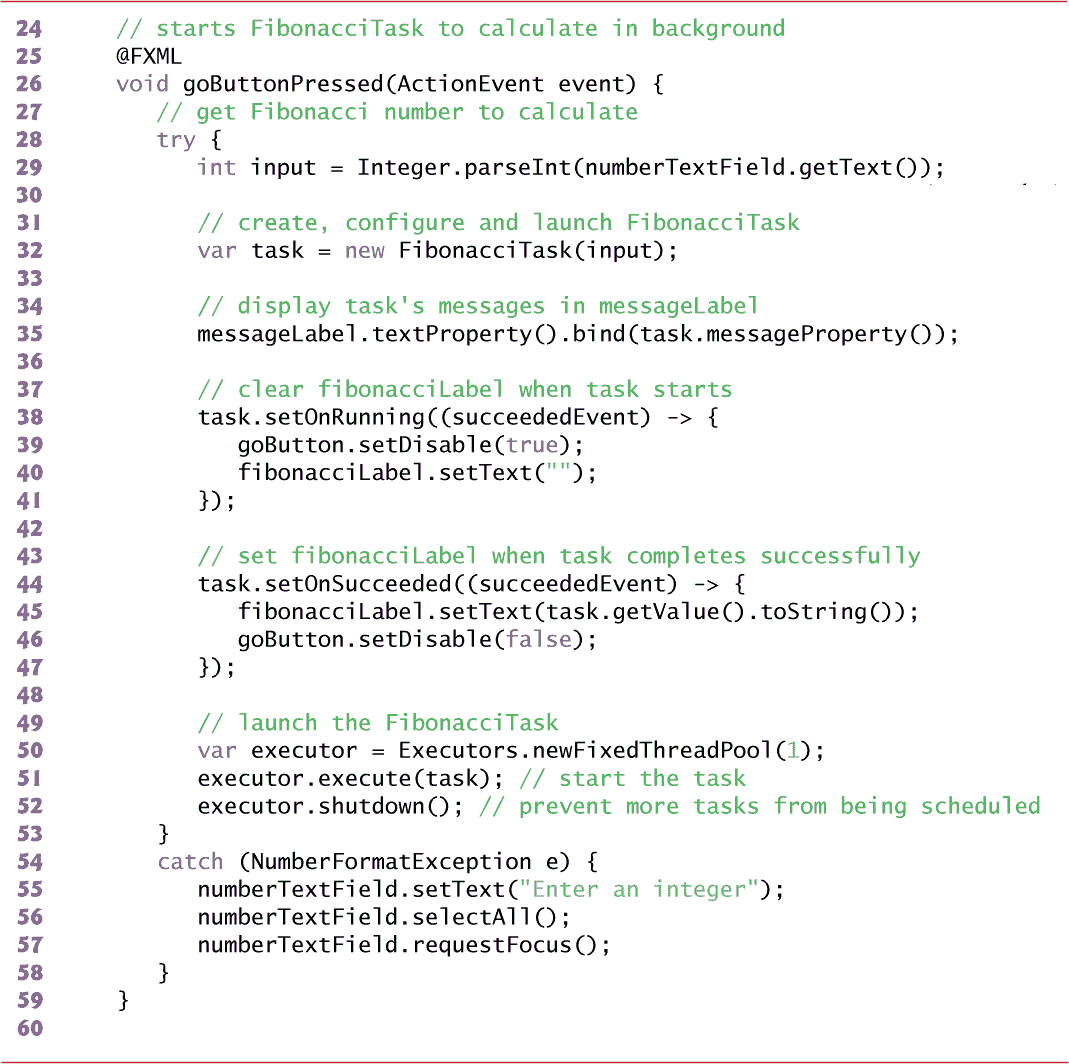 24 // starts FibonacciTask to calculate in background
25 @FXML
26 void goButtonPressed(ActionEvent event) {
27 // get Fibonacci number to calculate
28 try {
29 int input = Integer.parseInt(numberTextField.getText());
30
31 // create, configure and launch FibonacciTask
32 var task = new FibonacciTask(input);
33
34 // display task's messages in messageLabel
35 messageLabel.textProperty().bind(task.messageProperty());
36
37 // clear fibonacciLabel when task starts
38 task.setOnRunning((succeededEvent) -> {
39 goButton.setDisable(true);
40 fibonacciLabel.setText("");
41 });
42
43 // set fibonacciLabel when task completes successfully
44 task.setOnSucceeded((succeededEvent) -> {
45 fibonacciLabel.setText(task.getValue().toString());
46 goButton.setDisable(false);
47 });
48
49 // launch the FibonacciTask
50 var executor = Executors.newFixedThreadPool(1);
51 executor.execute(task); // start the task
52 executor.shutdown(); // prevent more tasks from being scheduled
53 }
54 catch (NumberFormatException e) {
55 numberTextField.setText("Enter an integer");
56 numberTextField.selectAll();
57 numberTextField.requestFocus();
58 }
59 }
60